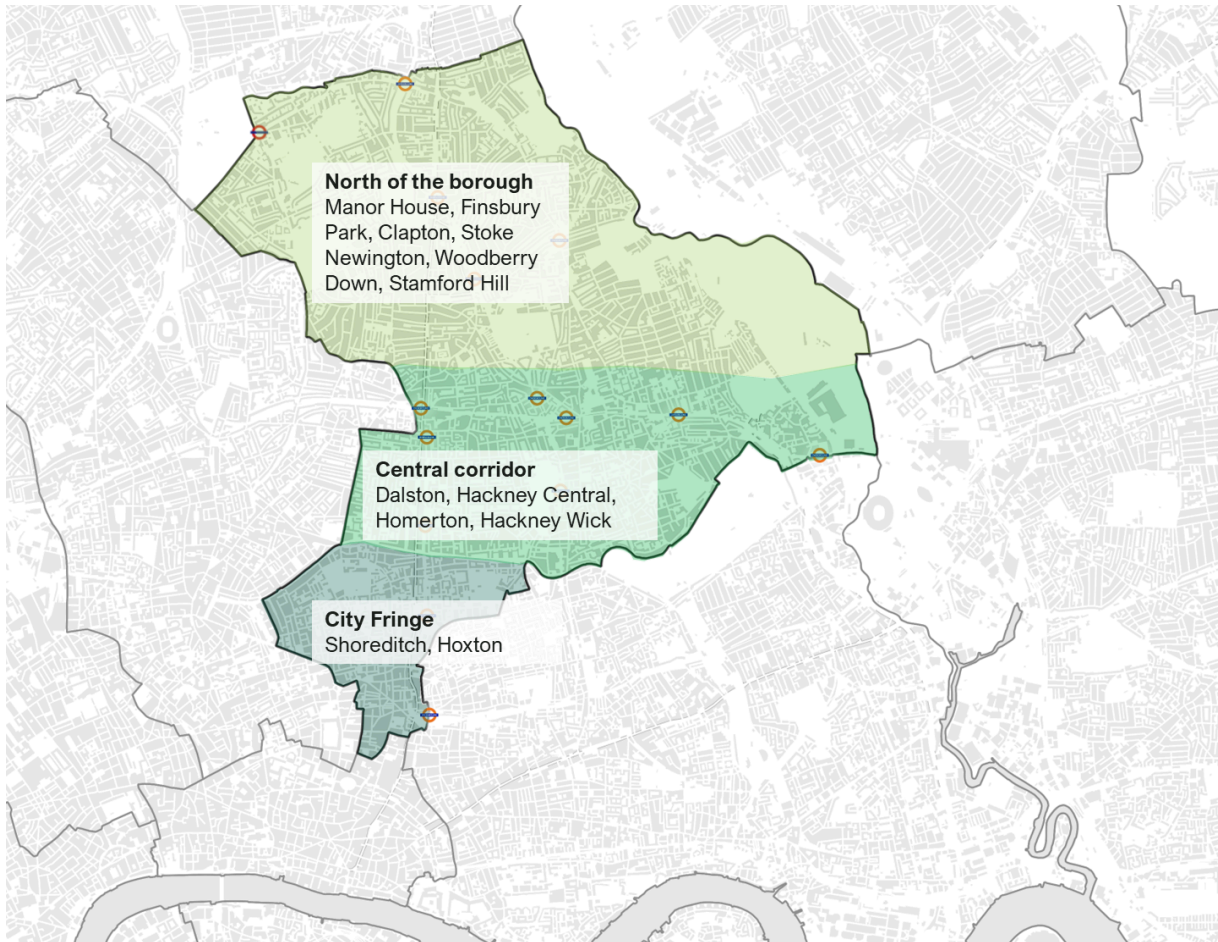 North of the borough
Manor House, Finsbury
Park, Clapton, Stoke
Newington, Woodberry
Down, Stamford Hill
Central corridor
Dalston, Hackney Central,
Homerton, Hackney Wick
City Fringe
Shoreditch, Hoxton